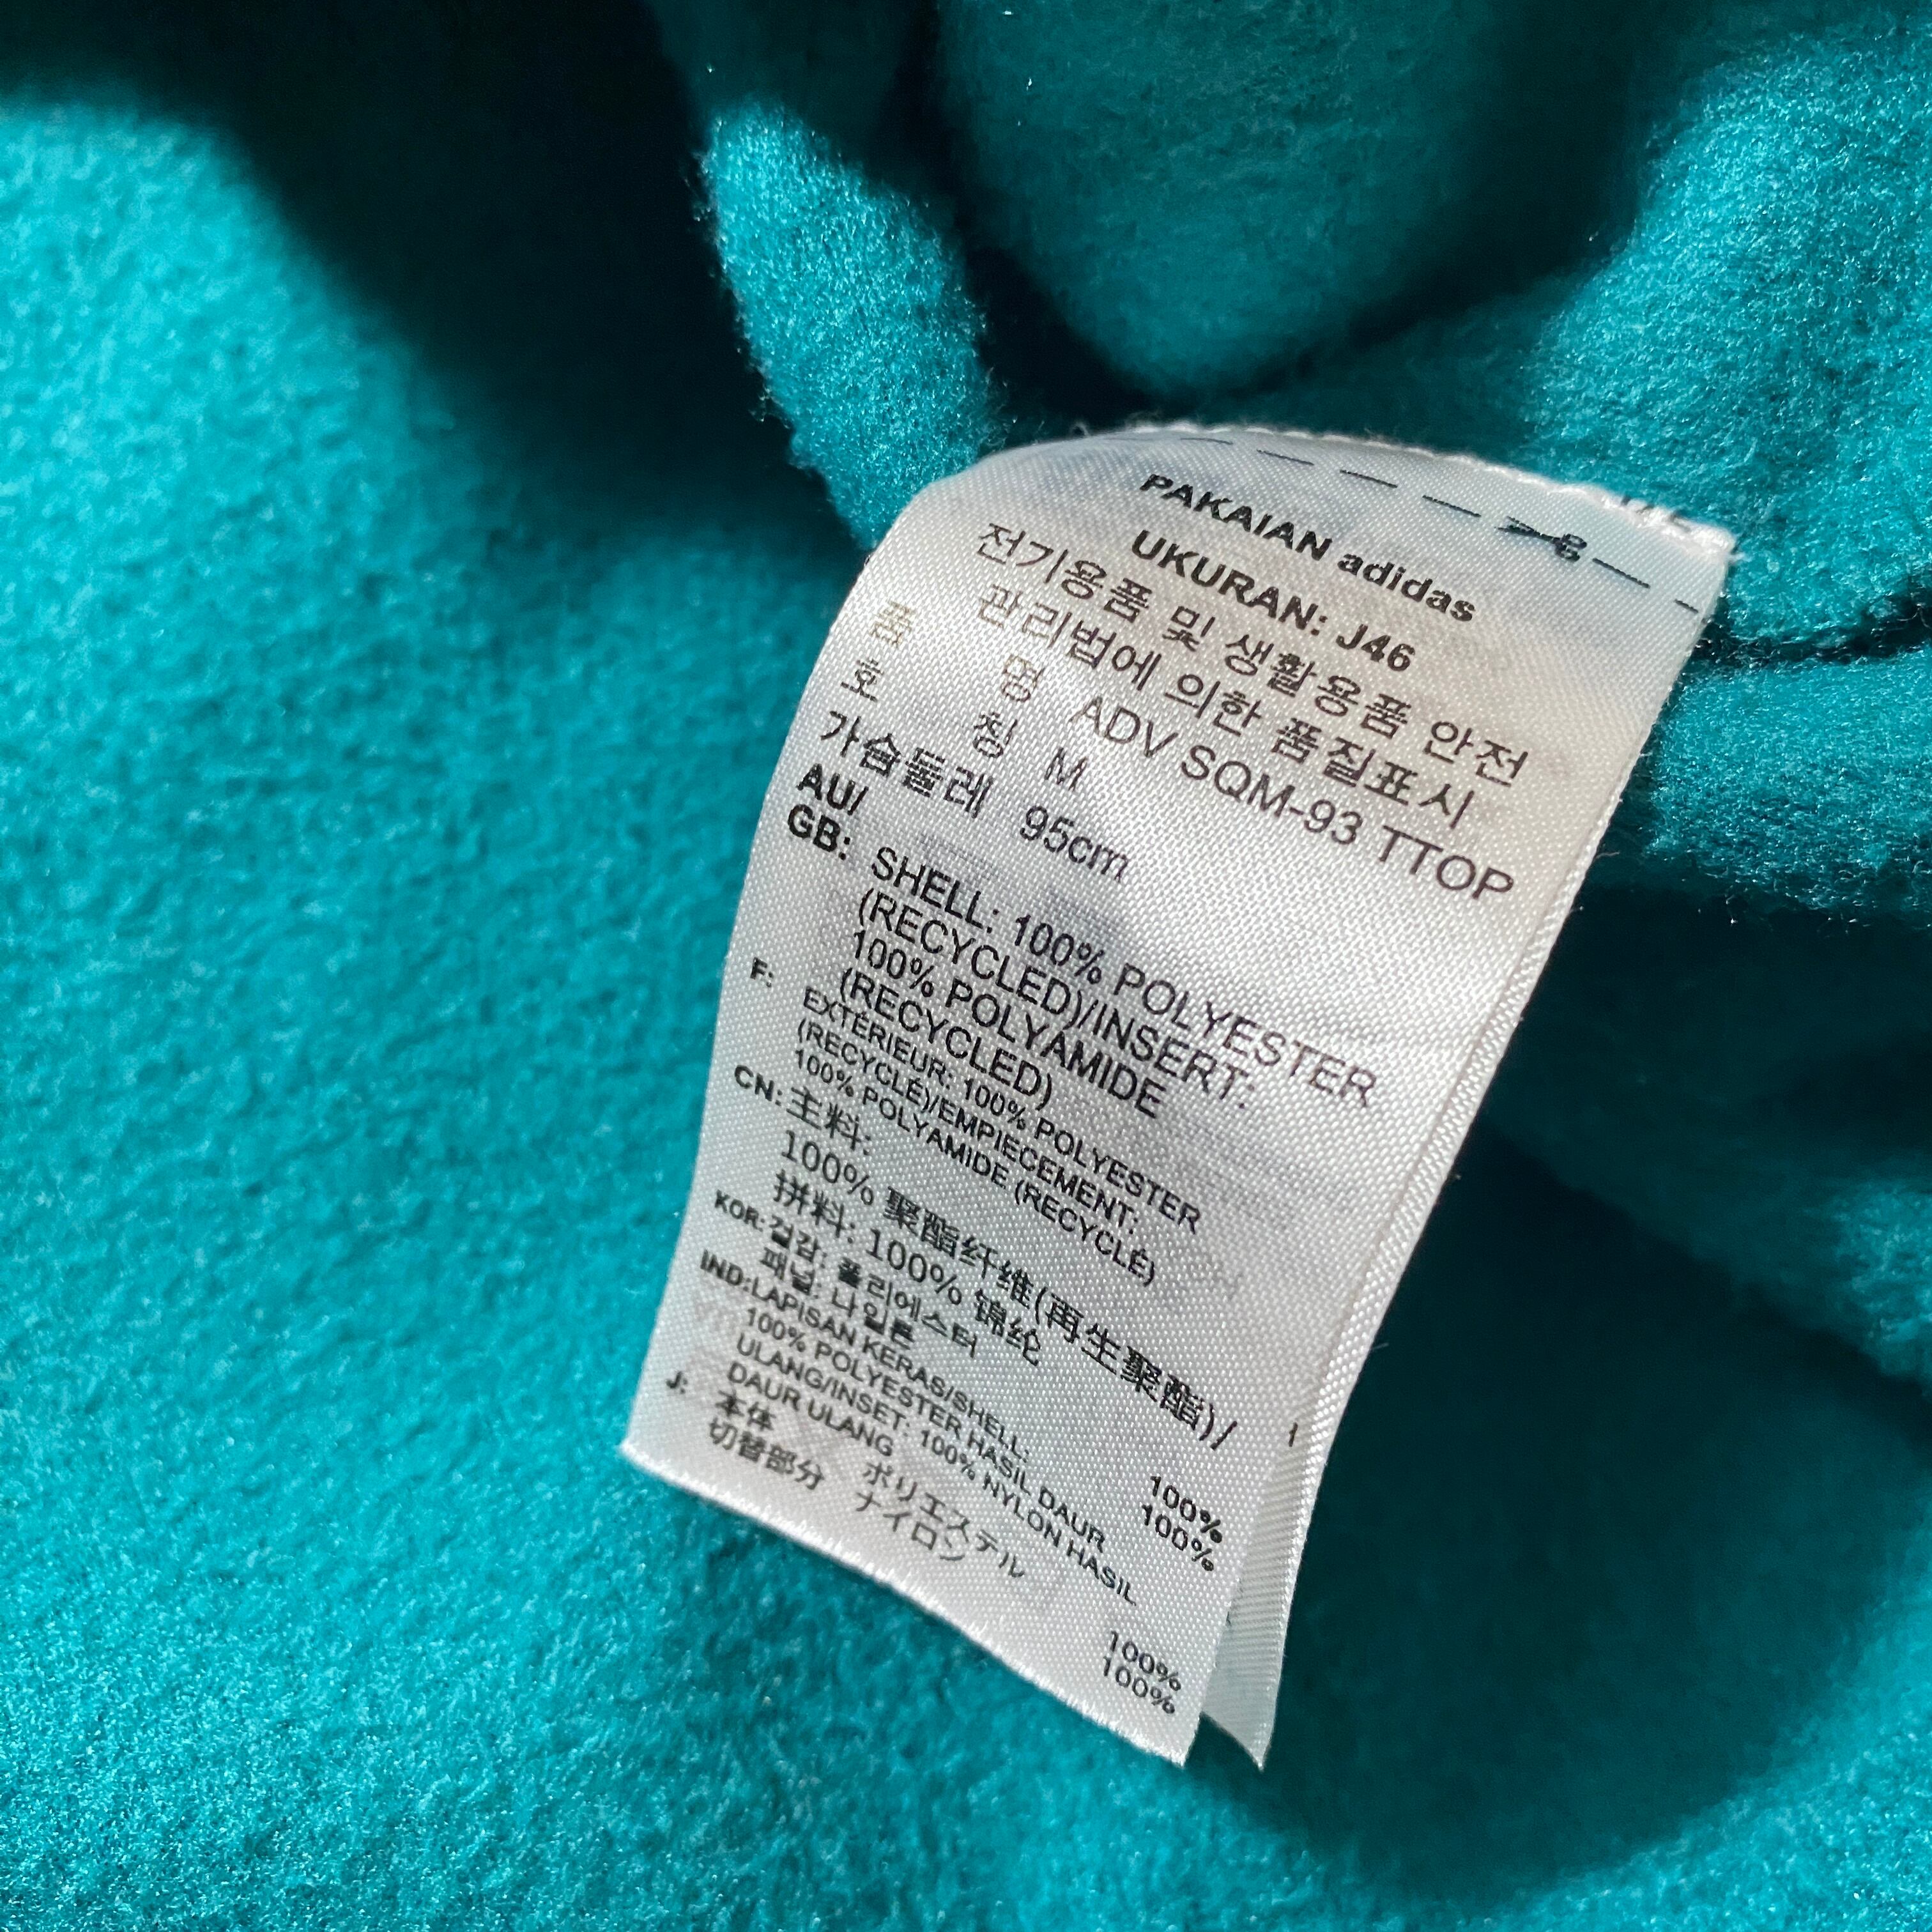 PAKAIAN adidas
UKURAN: J46
전기용품 및 생활용품 안전
관리법에 의한 품질표시
품 명 ADV SQM-93 TTOP
호 칭 M
가슴둘레 95cm
AU/
GB: SHELL: 100% POLYESTER
(RECYCLED)/INSERT:
100% POLYAMIDE
(RECYCLED)
F: EXTÉRIEUR: 100% POLYESTER
(RECYCLÉ)/EMPIECEMENT:
100% POLYAMIDE (RECYCLÉ)
CN: 主料:
100% 聚酯纤维(再生聚酯)/
拼料: 100% 锦纶
KOR: 겉감: 폴리에스터 100%
패널: 나일론 100%
IND: LAPISAN KERAS/SHELL:
100% POLYESTER HASIL DAUR
ULANG/INSET: 100% NYLON HASIL
DAUR ULANG
J: 本体 ポリエステル 100%
切替部分 ナイロン 100%